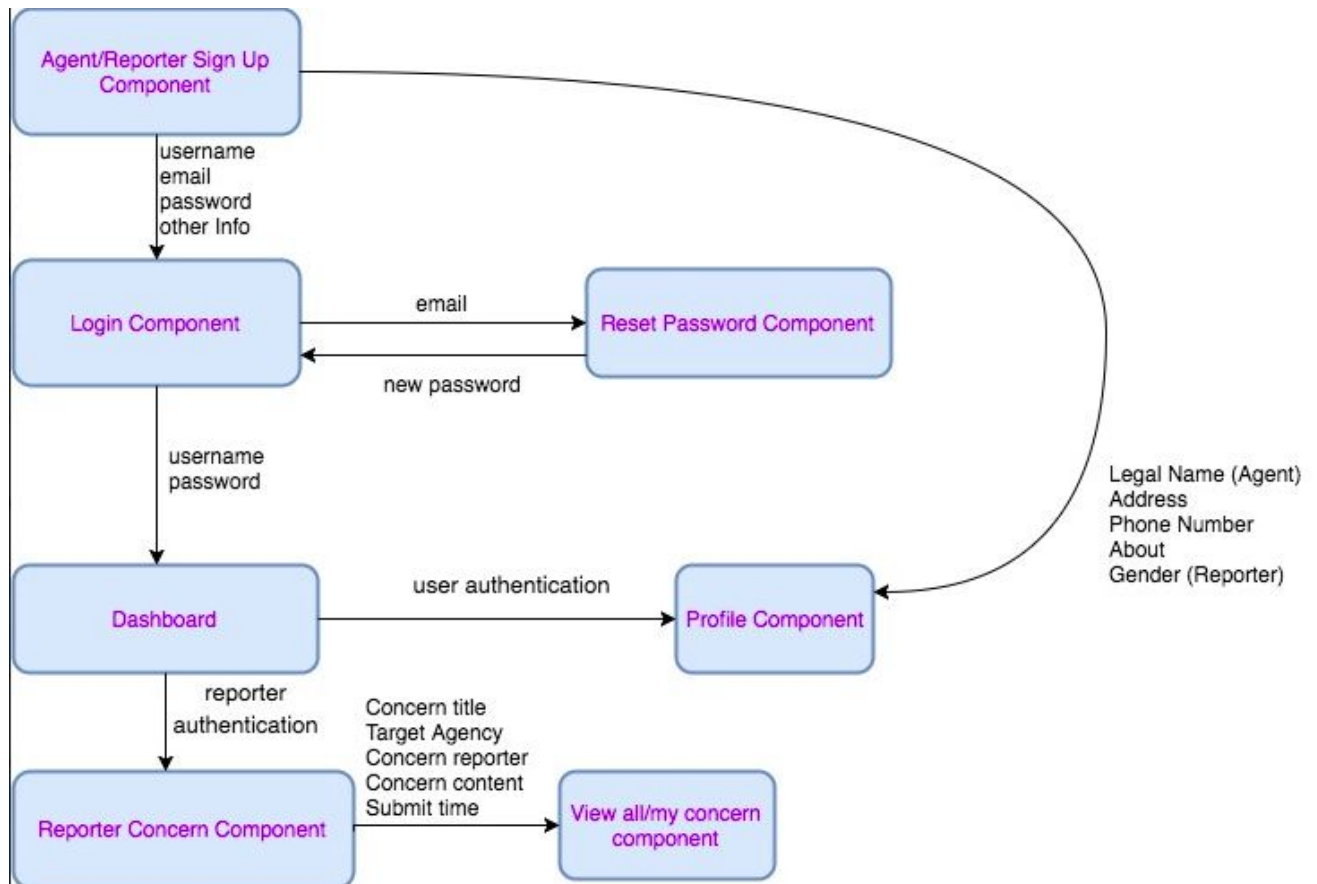 Agent/Reporter Sign Up
Component
username
email
password
other Info
Login Component
email
Reset Password Component
new password
username
password
Legal Name (Agent)
Address
Phone Number
About
Gender (Reporter)
Dashboard
user authentication
Profile Component
reporter
authentication
Concern title
Target Agency
Concern reporter
Concern content
Submit time
Reporter Concern Component
View all/my concern
component